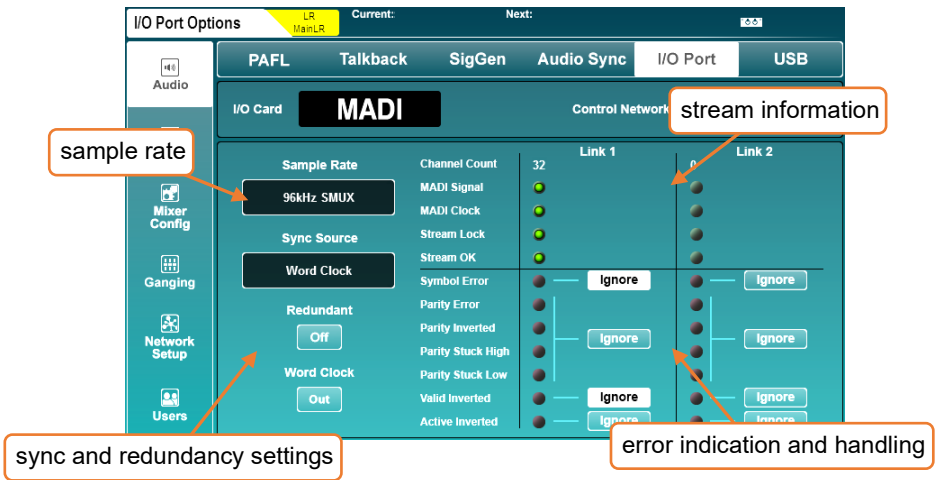 I/O Port Options
LR
MainLR
Current:
Next:
Audio
PAFL
Talkback
SigGen
Audio Sync
I/O Port
USB
I/O Card
MADI
Control Network
stream information
sample rate
Mixer
Config
Ganging
Network
Setup
Users
Sample Rate
96kHz SMUX
Sync Source
Word Clock
Redundant
Off
Word Clock
Out
Link 1
Link 2
Channel Count 32 0
MADI Signal
MADI Clock
Stream Lock
Stream OK
Symbol Error Ignore Ignore
Parity Error
Parity Inverted
Ignore Ignore
Parity Stuck High
Parity Stuck Low
Valid Inverted Ignore Ignore
Active Inverted Ignore Ignore
sync and redundancy settings
error indication and handling